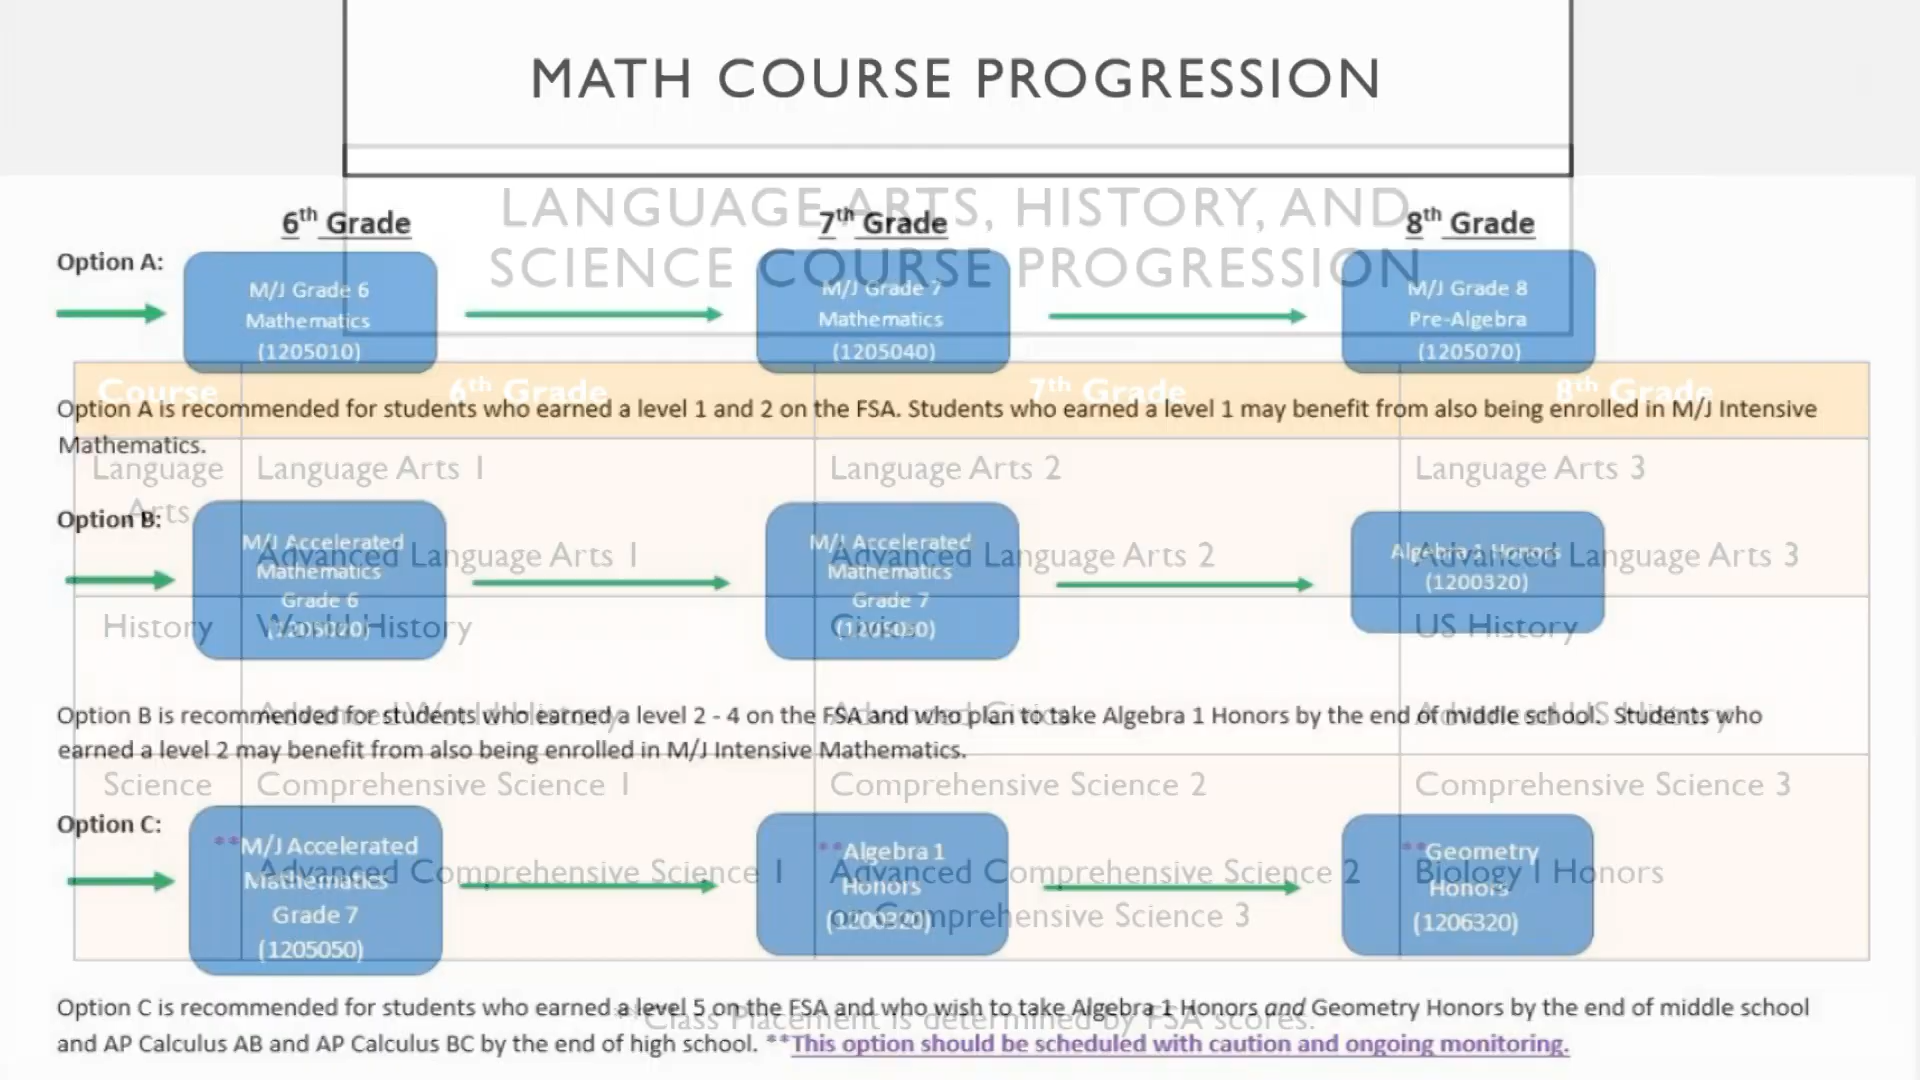 MATH COURSE PROGRESSION
LANGUAGE ARTS, HISTORY, AND
SCIENCE COURSE PROGRESSION
6th Grade
7th Grade
8th Grade
Option A:
M/J Grade 6
Mathematics
(1205010)
M/J Grade 7
Mathematics
(1205040)
M/J Grade 8
Pre-Algebra
(1205070)
Option A is recommended for students who earned a level 1 and 2 on the FSA. Students who earned a level 1 may benefit from also being enrolled in M/J Intensive
Mathematics.
Option B:
M/J Accelerated
Mathematics
Grade 6
(1205020)
M/J Accelerated
Mathematics
Grade 7
(1205050)
Algebra 1 Honors
(1200320)
Option B is recommended for students who earned a level 2 - 4 on the FSA and who plan to take Algebra 1 Honors by the end of middle school. Students who
earned a level 2 may benefit from also being enrolled in M/J Intensive Mathematics.
Option C:
**M/J Accelerated
Mathematics
Grade 7
(1205050)
**Algebra 1
Honors
(1200320)
**Geometry
Honors
(1206320)
Option C is recommended for students who earned a level 5 on the FSA and who wish to take Algebra 1 Honors and Geometry Honors by the end of middle school
and AP Calculus AB and AP Calculus BC by the end of high school. **This option should be scheduled with caution and ongoing monitoring.
Course
6th Grade
7th Grade
8th Grade
Language
Arts
Language Arts 1
Advanced Language Arts 1
Language Arts 2
Advanced Language Arts 2
Language Arts 3
Advanced Language Arts 3
History
World History
Advanced World History
Civics
Advanced Civics
US History
Advanced US History
Science
Comprehensive Science 1
Advanced Comprehensive Science 1
Comprehensive Science 2
Advanced Comprehensive Science 2
or Comprehensive Science 3
Comprehensive Science 3
Biology 1 Honors
**Class Placement is determined by FSA scores.